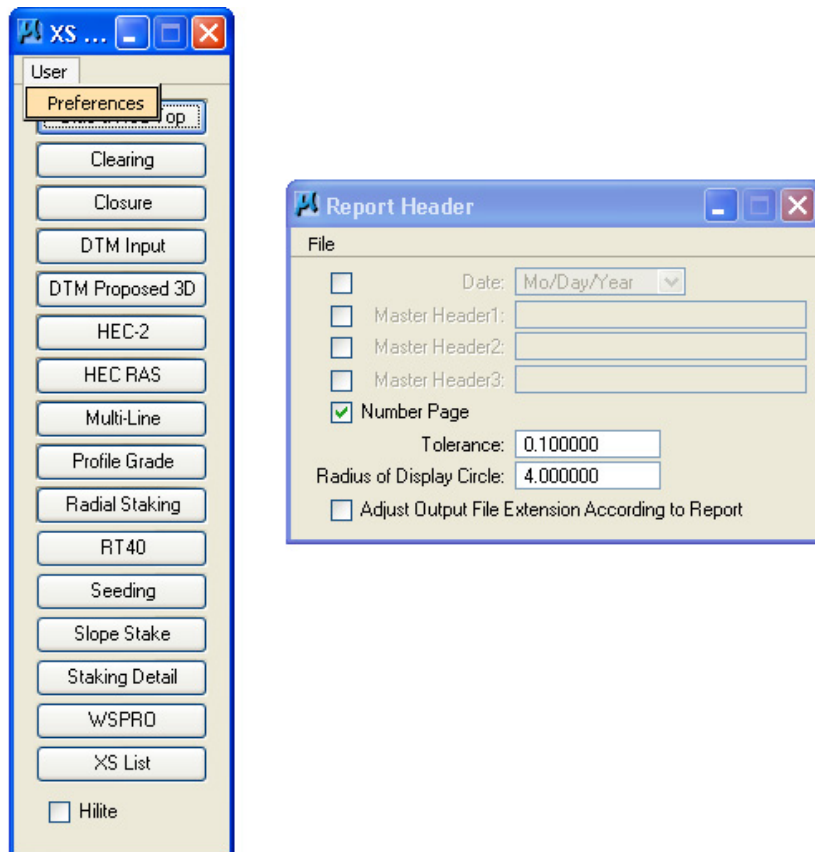 XS ...
User
Preferences
Top
Clearing
Closure
DTM Input
DTM Proposed 3D
HEC-2
HEC RAS
Multi-Line
Profile Grade
Radial Staking
RT40
Seeding
Slope Stake
Staking Detail
WSPRO
XS List
Hilite
Report Header
File
Date: Mo/Day/Year
Master Header1:
Master Header2:
Master Header3:
Number Page
Tolerance: 0.100000
Radius of Display Circle: 4.000000
Adjust Output File Extension According to Report